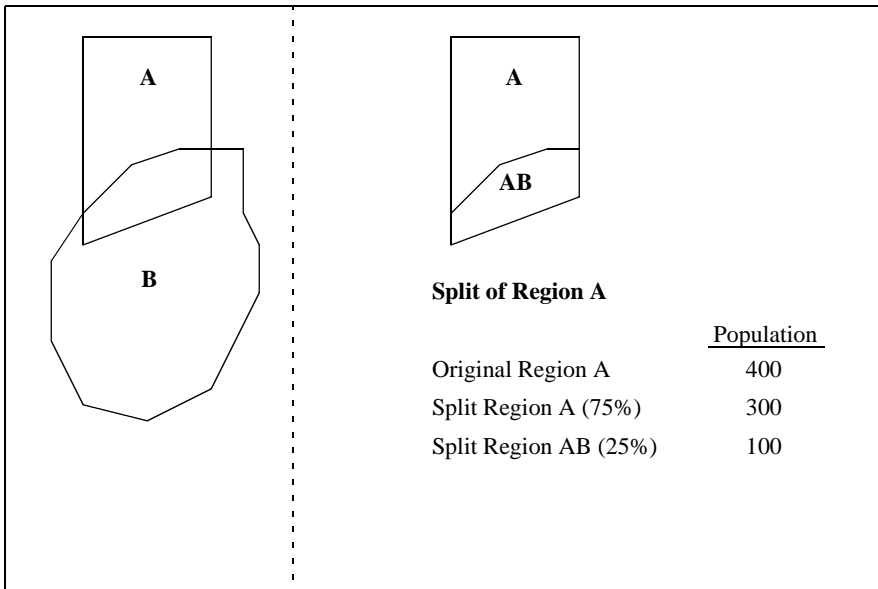 A
B
A
AB
Split of Region A
Population
Original Region A 400
Split Region A (75%) 300
Split Region AB (25%) 100